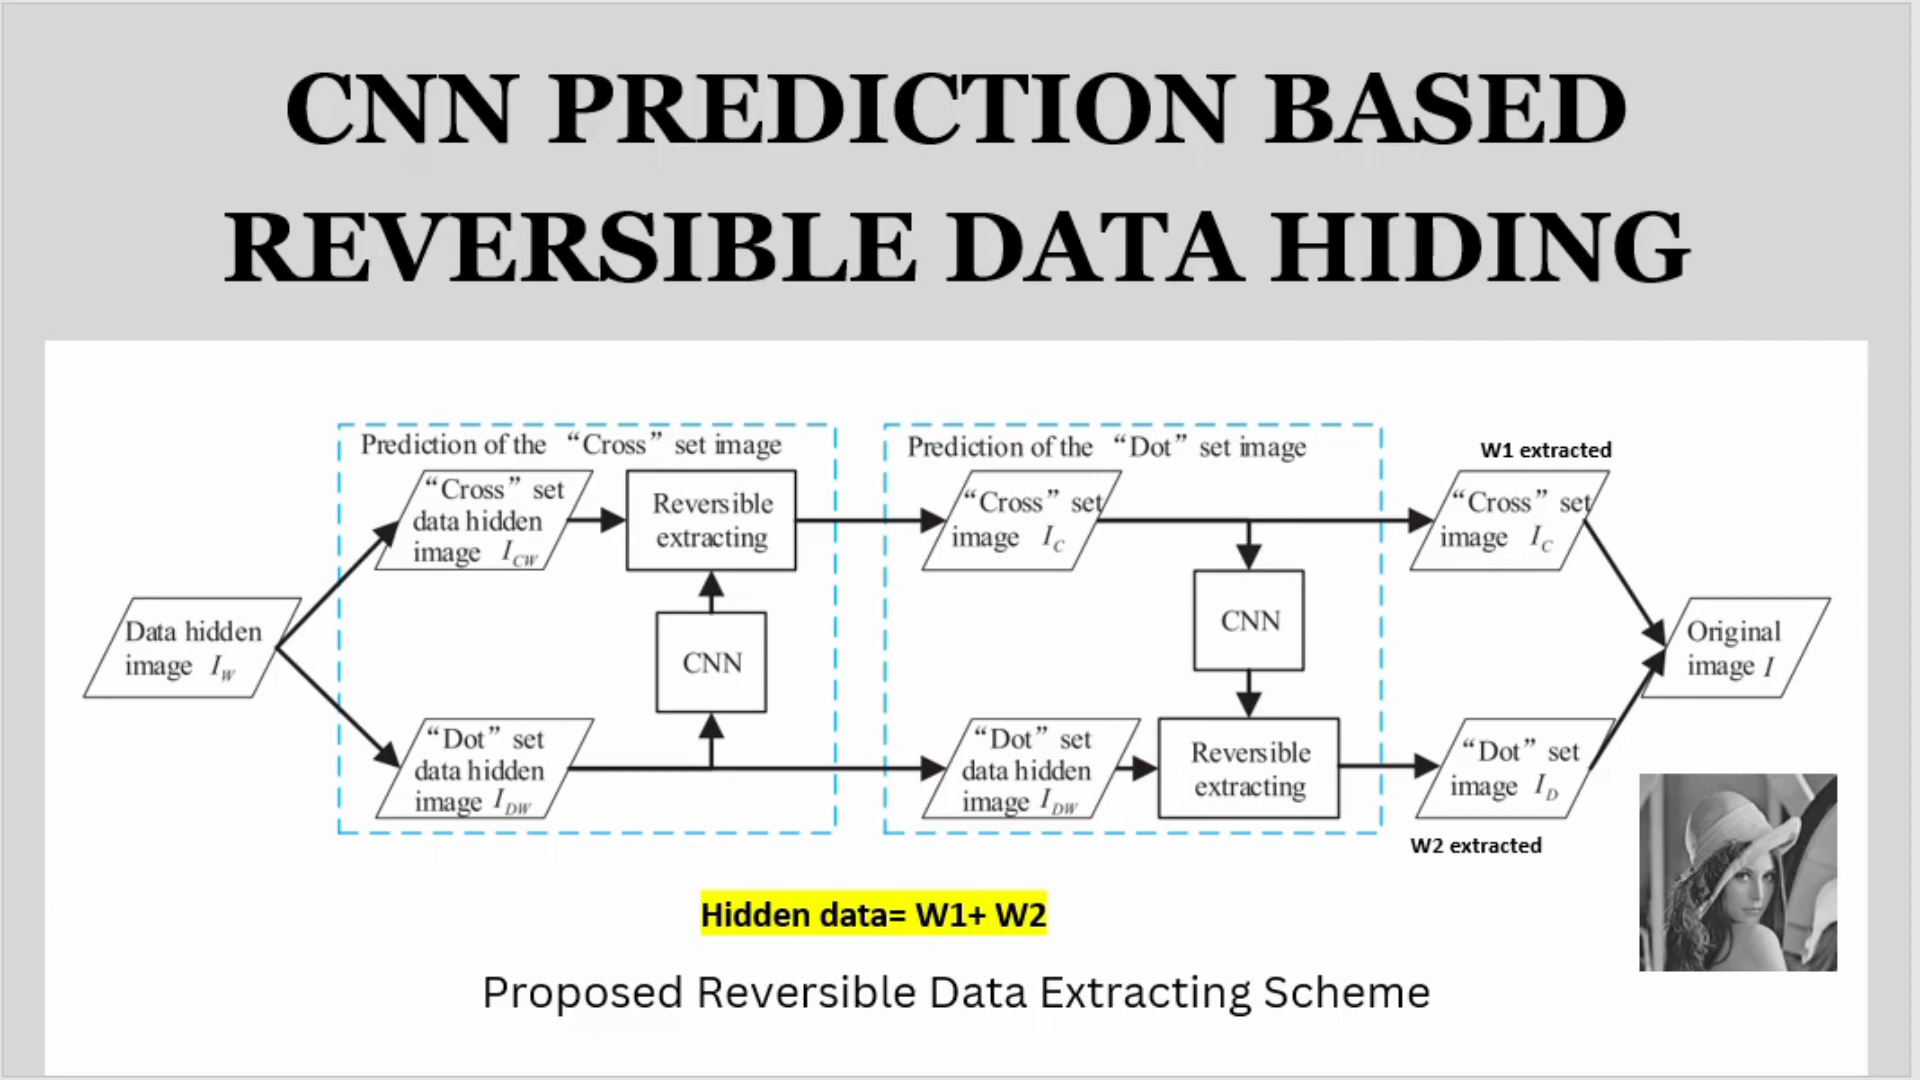 CNN PREDICTION BASED
REVERSIBLE DATA HIDING
Prediction of the “Cross” set image
“Cross” set
data hidden
image I_CW
Reversible
extracting
CNN
Data hidden
image I_W
“Dot” set
data hidden
image I_DW
Prediction of the “Dot” set image
“Cross” set
image I_C
CNN
“Dot” set
data hidden
image I_DW
Reversible
extracting
W1 extracted
“Cross” set
image I_C
Original
image I
“Dot” set
image I_D
W2 extracted
Hidden data= W1+ W2
Proposed Reversible Data Extracting Scheme